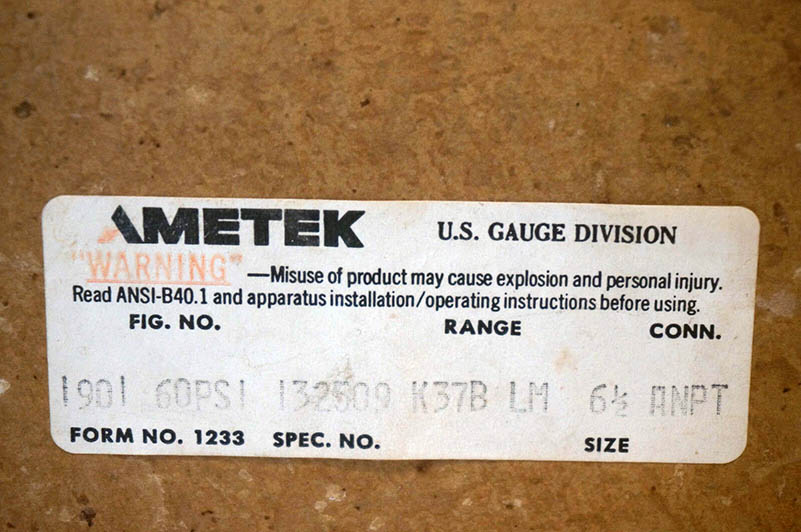 AMETEK U.S. GAUGE DIVISION
"WARNING" —Misuse of product may cause explosion and personal injury.
Read ANSI-B40.1 and apparatus installation/operating instructions before using.
FIG. NO. RANGE CONN.
1901 60PSI 132509 K37B LM 6½ ANPT
FORM NO. 1233 SPEC. NO. SIZE